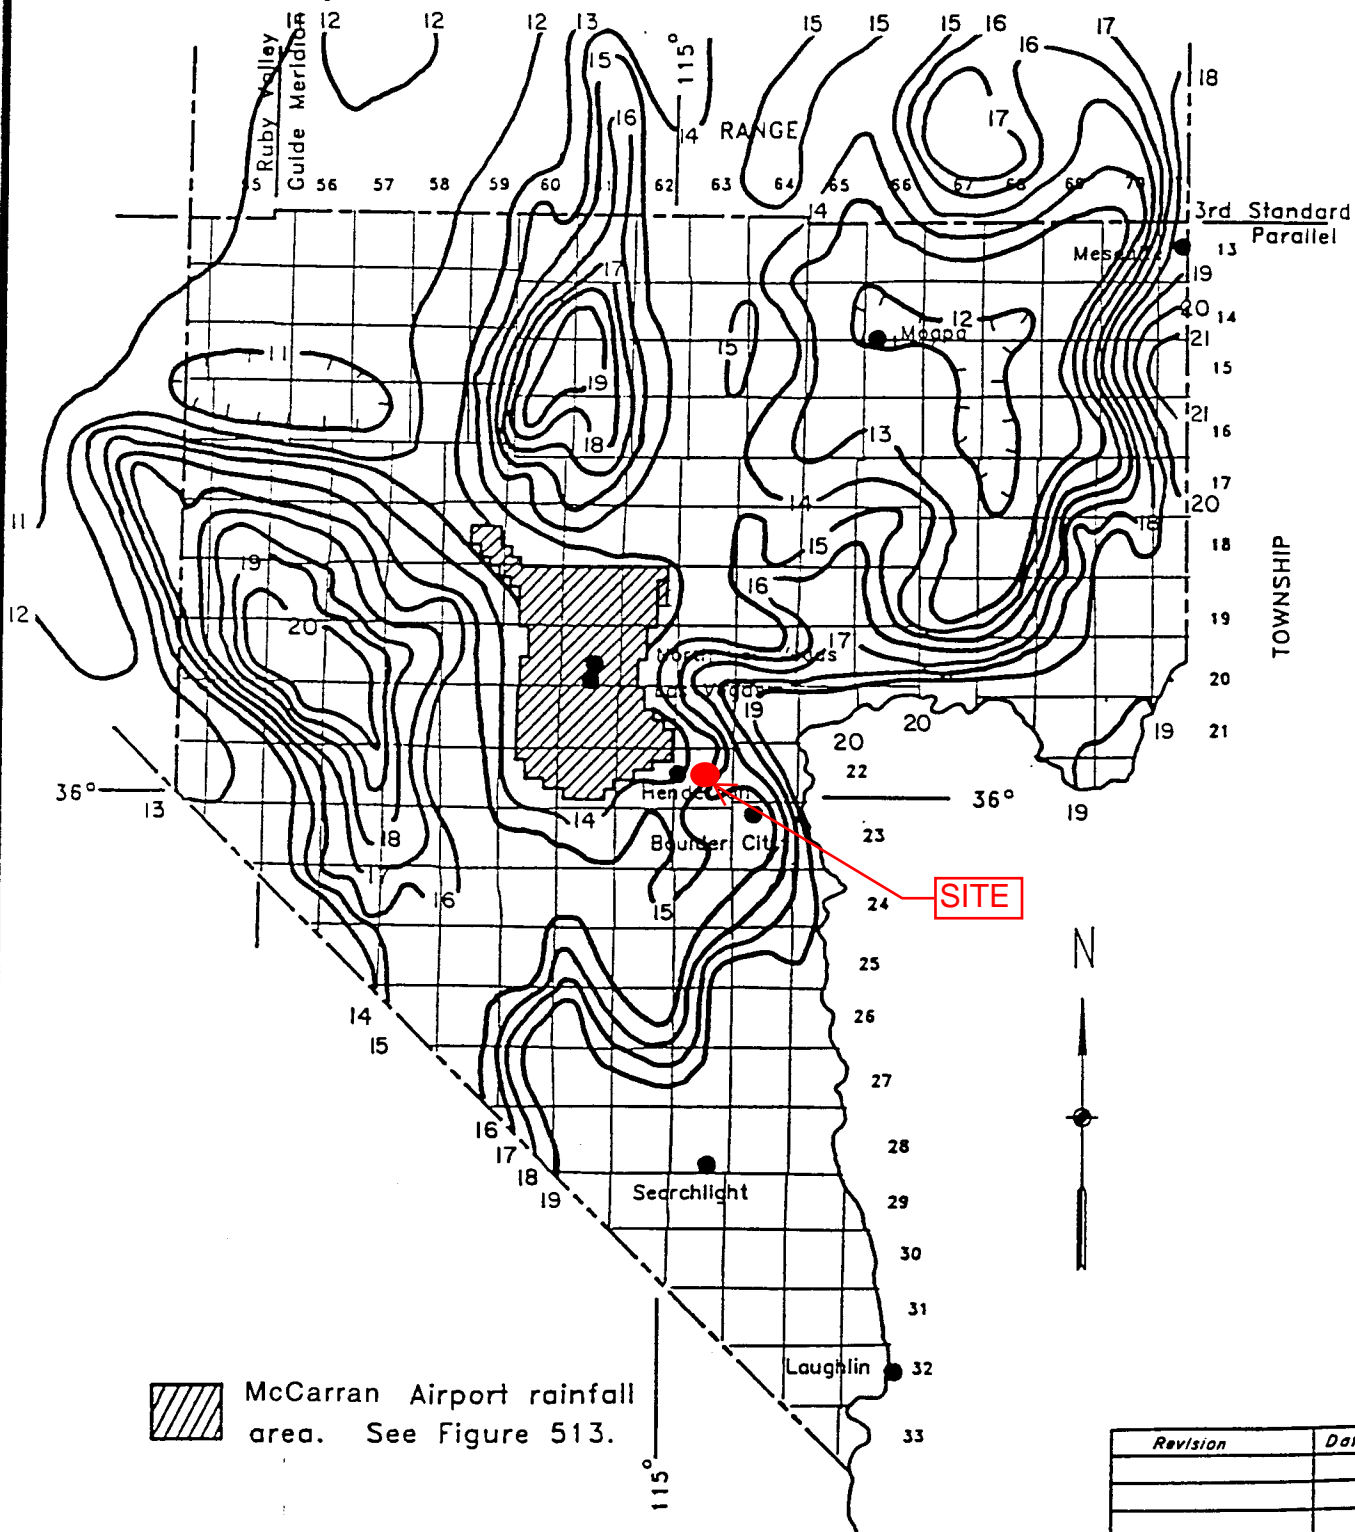 12 12 12 13 15 15 15 16 17
15 16 18
115°
Ruby Valley
Guide Meridian
16 14 RANGE 17
56 57 58 59 60 62 63 64 65 66 67 68 69
14
3rd Standard
Parallel
13
17 19
12 20 14
Moapa 21
11 15 15
19
13 21 16
18
17
14 20
11 18
15 18
19 16
12 19
20 17
TOWNSHIP
20
19
20 20 19 21
22
36° 36°
13 Henderson 19
14
23
18 Boulder City
17
16 15 24
SITE
N
25
14 26
15
27
16
17 28
18 Searchlight
19 29
30
31
Laughlin 32
McCarran Airport rainfall
area. See Figure 513.
33
115°
Revision